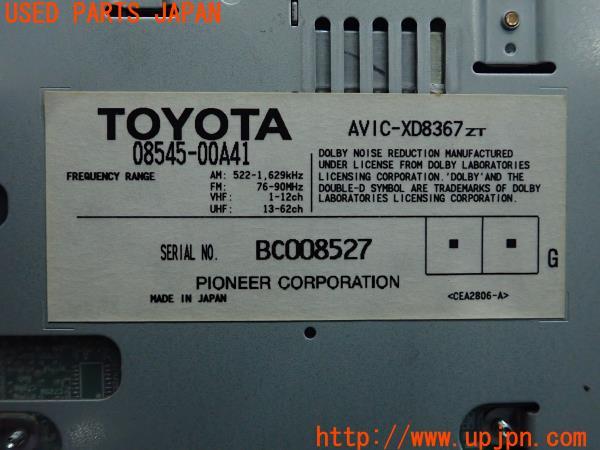 USED PARTS JAPAN
TOYOTA
08545-00A41
AVIC-XD8367ZT
FREQUENCY RANGE
AM: 522-1,629kHz
FM: 76-90MHz
VHF: 1-12ch
UHF: 13-62ch
DOLBY NOISE REDUCTION MANUFACTURED
UNDER LICENSE FROM DOLBY LABORATORIES
LICENSING CORPORATION. 'DOLBY' AND THE
DOUBLE-D SYMBOL ARE TRADEMARKS OF DOLBY
LABORATORIES LICENSING CORPORATION.
SERIAL NO. BC008527
G
PIONEER CORPORATION
MADE IN JAPAN
<CEA2806-A>
http://www.upjpn.com/